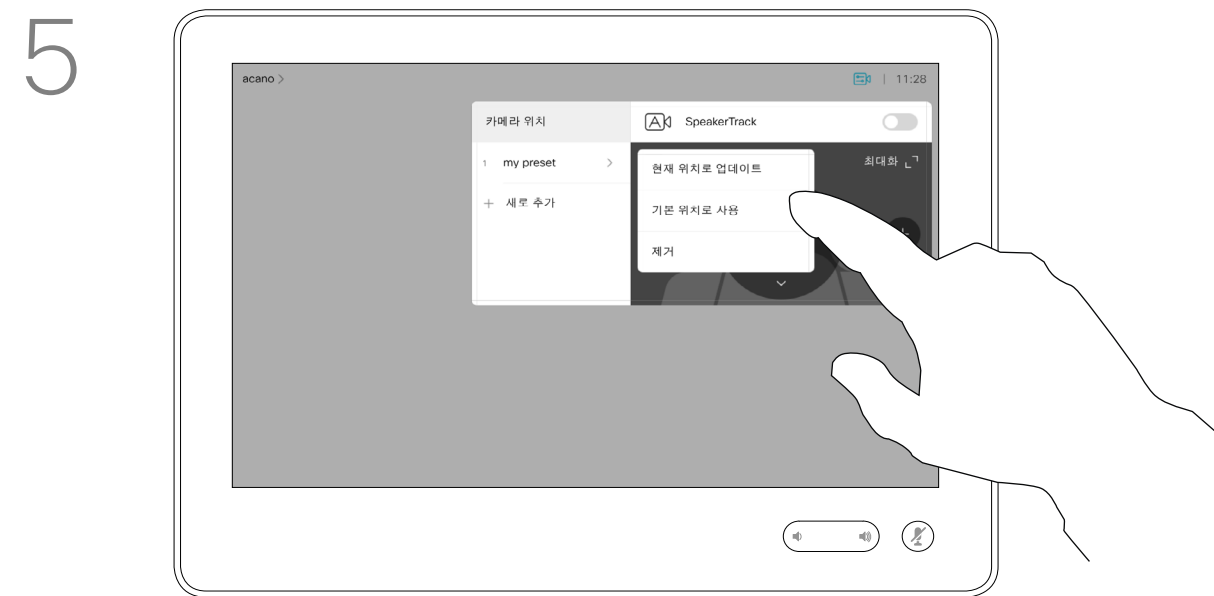 5
acano >
| 11:28
카메라 위치
SpeakerTrack
1 my preset >
최대화
현재 위치로 업데이트
+ 새로 추가
기본 위치로 사용
제거